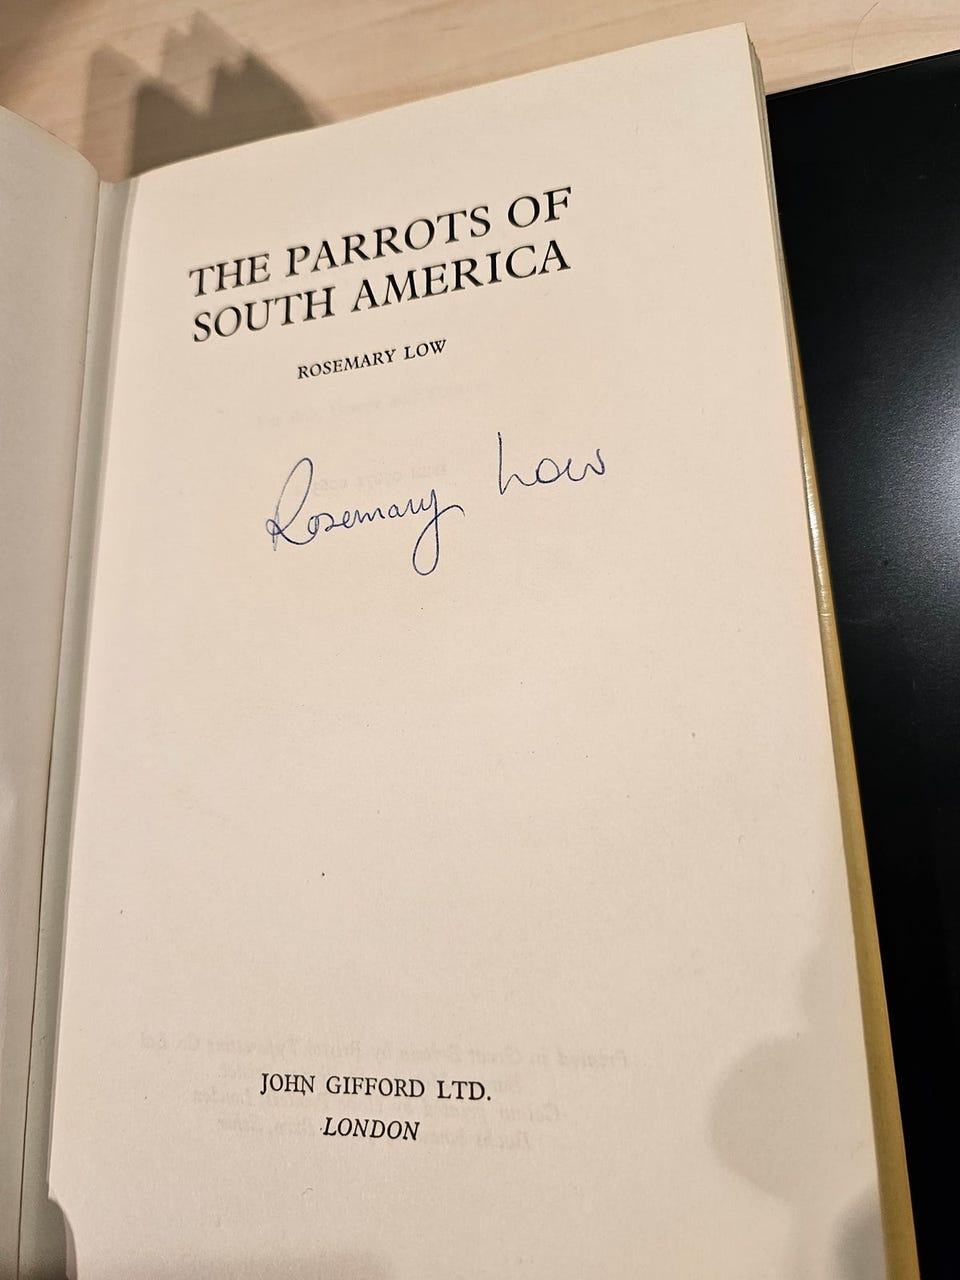 THE PARROTS OF
SOUTH AMERICA
ROSEMARY LOW
Rosemary Low
JOHN GIFFORD LTD.
LONDON